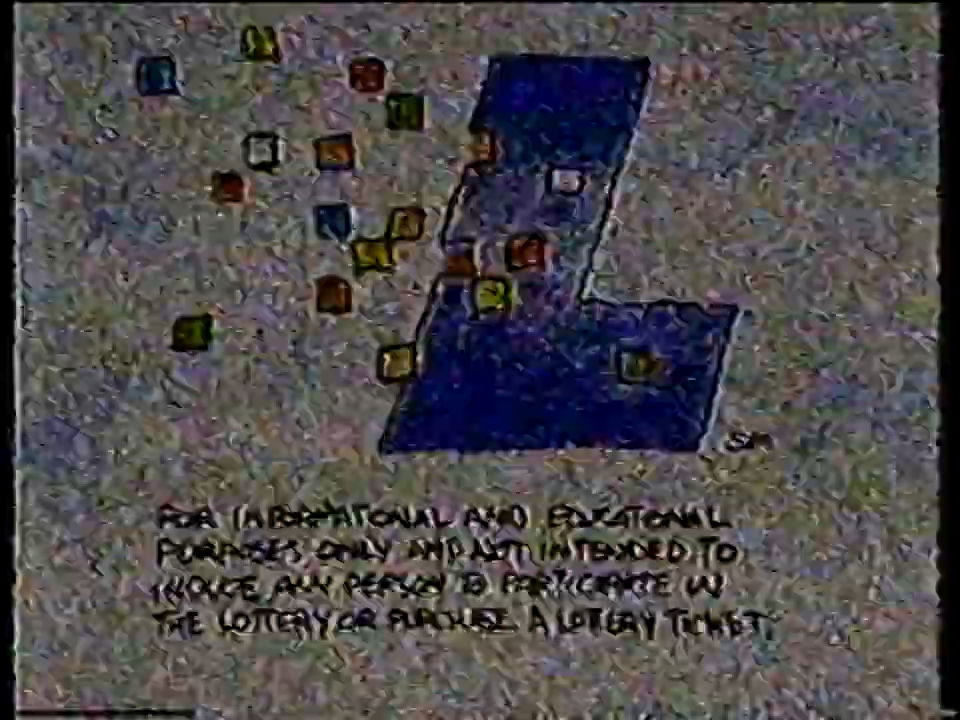 SM
FOR INFORMATIONAL AND EDUCATIONAL
PURPOSES ONLY AND NOT INTENDED TO
INDUCE ANY PERSON TO PARTICIPATE IN
THE LOTTERY OR PURCHASE A LOTTERY TICKET.